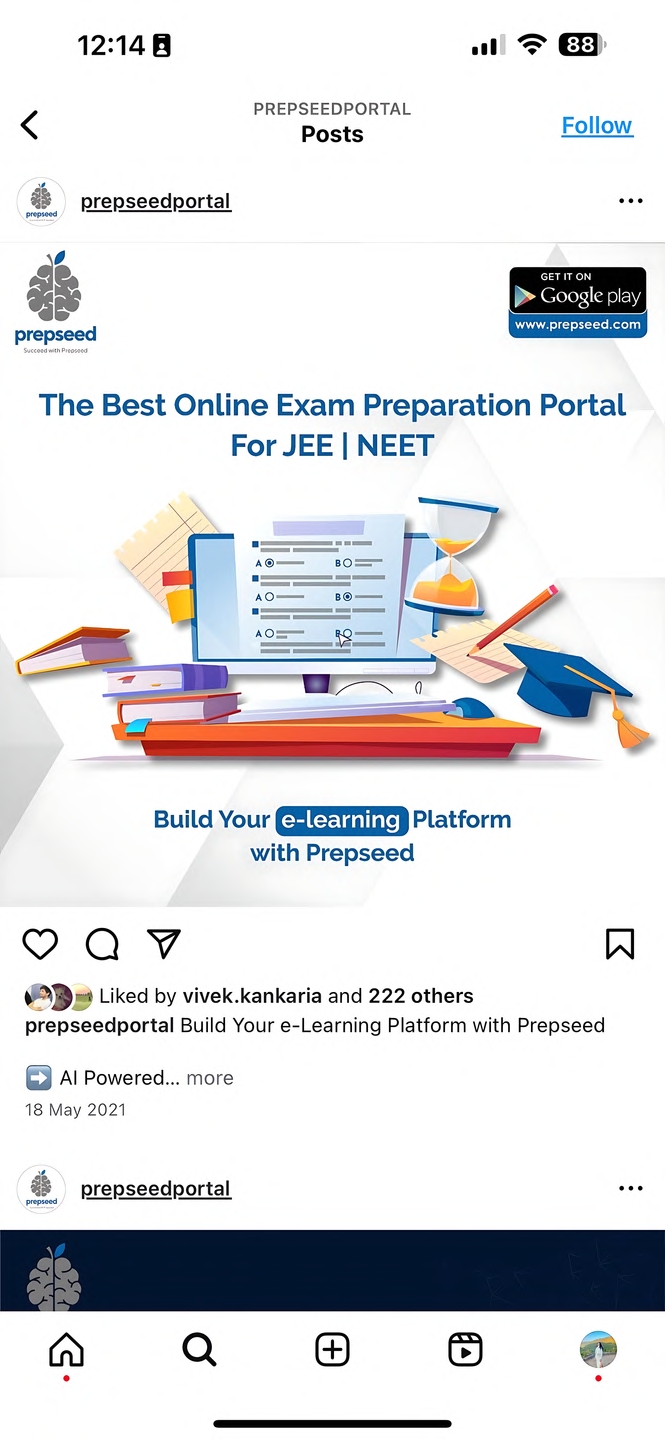 12:14
88
PREPSEEDPORTAL
Posts
Follow
prepseed
prepseedportal
prepseed
Succeed with Prepseed
GET IT ON
Google play
www.prepseed.com
The Best Online Exam Preparation Portal
For JEE | NEET
A B
A B
A B
Build Your e-learning Platform
with Prepseed
Liked by vivek.kankaria and 222 others
prepseedportal Build Your e-Learning Platform with Prepseed
➡️ AI Powered... more
18 May 2021
prepseed
prepseedportal